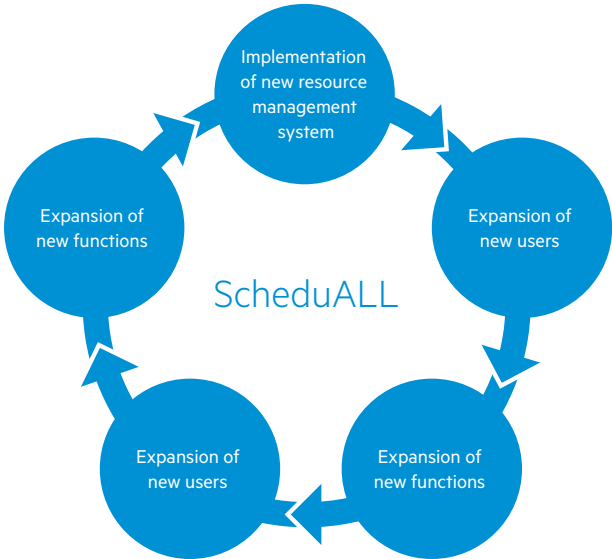 Implementation
of new resource
management
system
Expansion of
new users
Expansion of
new functions
Expansion of
new users
Expansion of
new functions
ScheduALL